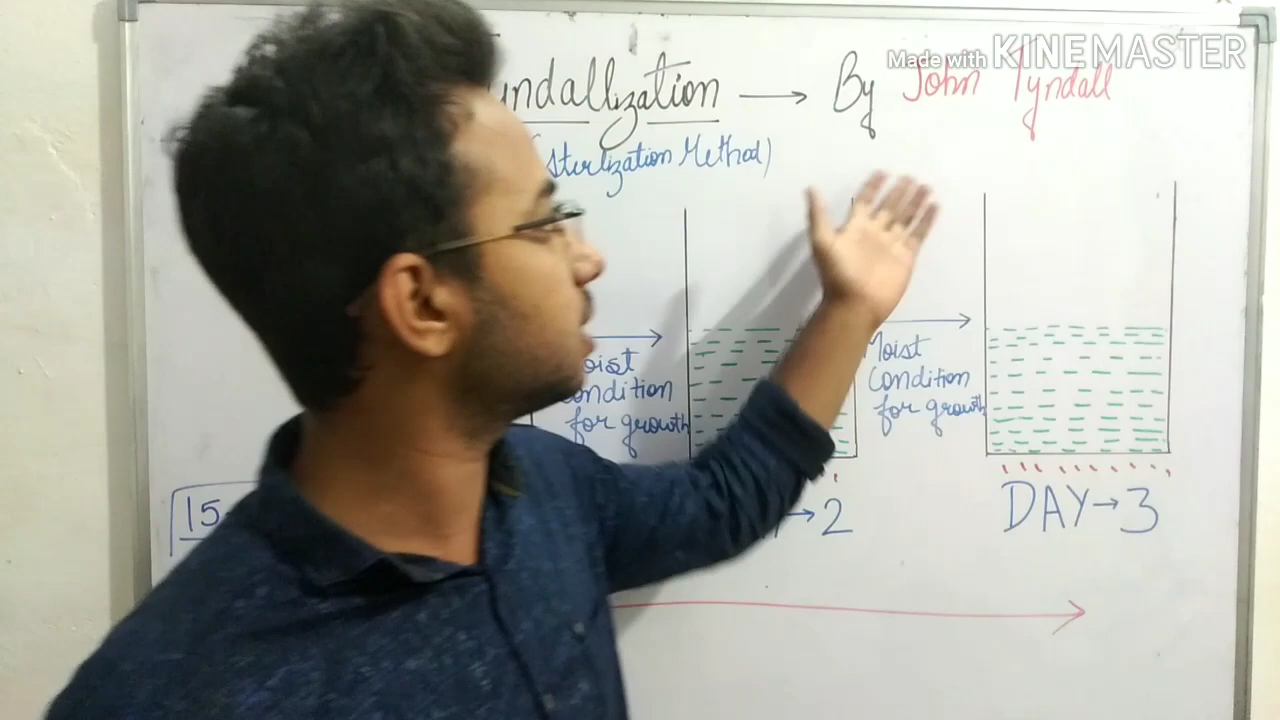 Made with KINEMASTER
yndallization → By John Tyndall
(Sterlization Method)
oist
ondition
for growth
Moist
Condition
for growth
15
→ 2
DAY → 3